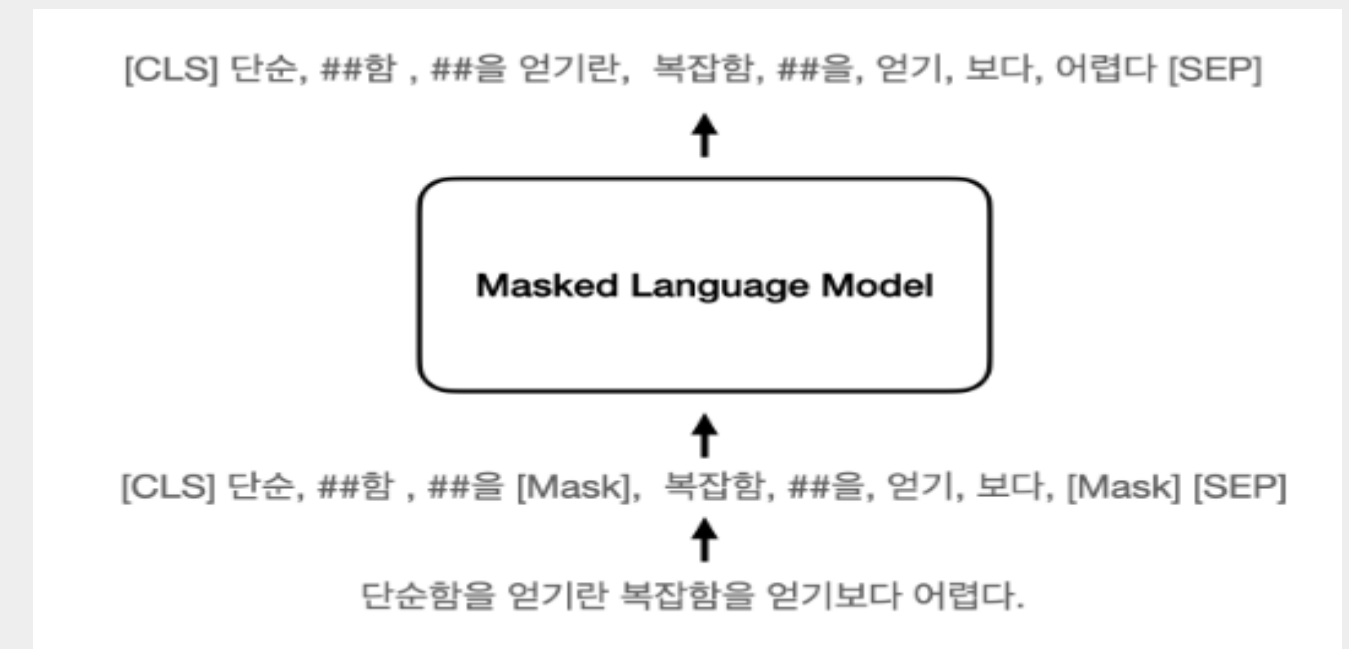 [CLS] 단순, ##함 , ##을 얻기란, 복잡함, ##을, 얻기, 보다, 어렵다 [SEP]
Masked Language Model
[CLS] 단순, ##함 , ##을 [Mask], 복잡함, ##을, 얻기, 보다, [Mask] [SEP]
단순함을 얻기란 복잡함을 얻기보다 어렵다.